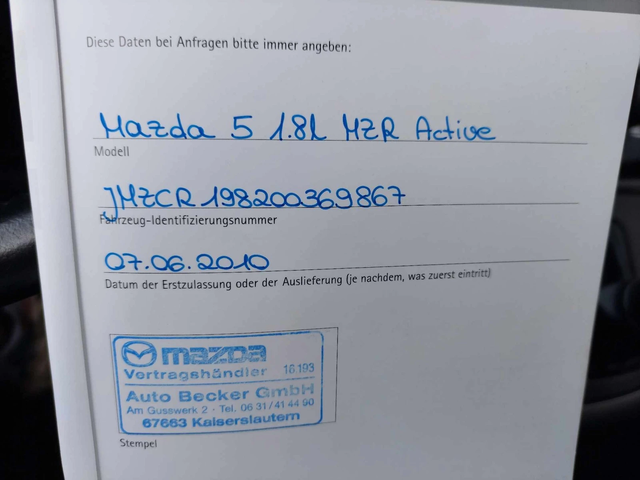 Diese Daten bei Anfragen bitte immer angeben:
Mazda 5 1.8l MZR Active
Modell
JMZCR198200369867
Fahrzeug-Identifizierungsnummer
07.06.2010
Datum der Erstzulassung oder der Auslieferung (je nachdem, was zuerst eintritt)
mazda
Vertragshändler 16193
Auto Becker GmbH
Am Gusswerk 2 · Tel. 06 31/41 44 90
67663 Kaiserslautern
Stempel